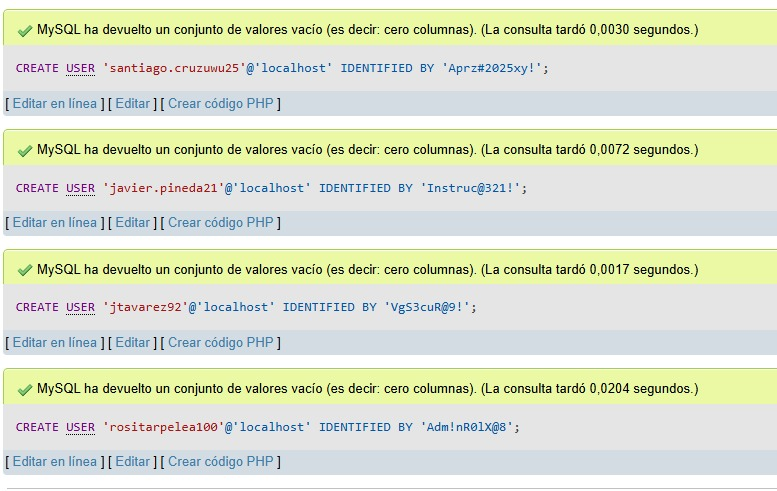 MySQL ha devuelto un conjunto de valores vacío (es decir: cero columnas). (La consulta tardó 0,0030 segundos.)
CREATE USER 'santiago.cruzuwu25'@'localhost' IDENTIFIED BY 'Aprz#2025xy!';
[ Editar en línea ] [ Editar ] [ Crear código PHP ]
MySQL ha devuelto un conjunto de valores vacío (es decir: cero columnas). (La consulta tardó 0,0072 segundos.)
CREATE USER 'javier.pineda21'@'localhost' IDENTIFIED BY 'Instruc@321!';
[ Editar en línea ] [ Editar ] [ Crear código PHP ]
MySQL ha devuelto un conjunto de valores vacío (es decir: cero columnas). (La consulta tardó 0,0017 segundos.)
CREATE USER 'jtavarez92'@'localhost' IDENTIFIED BY 'VgS3cuR@9!';
[ Editar en línea ] [ Editar ] [ Crear código PHP ]
MySQL ha devuelto un conjunto de valores vacío (es decir: cero columnas). (La consulta tardó 0,0204 segundos.)
CREATE USER 'rositarpelea100'@'localhost' IDENTIFIED BY 'Adm!nR0lX@8';
[ Editar en línea ] [ Editar ] [ Crear código PHP ]